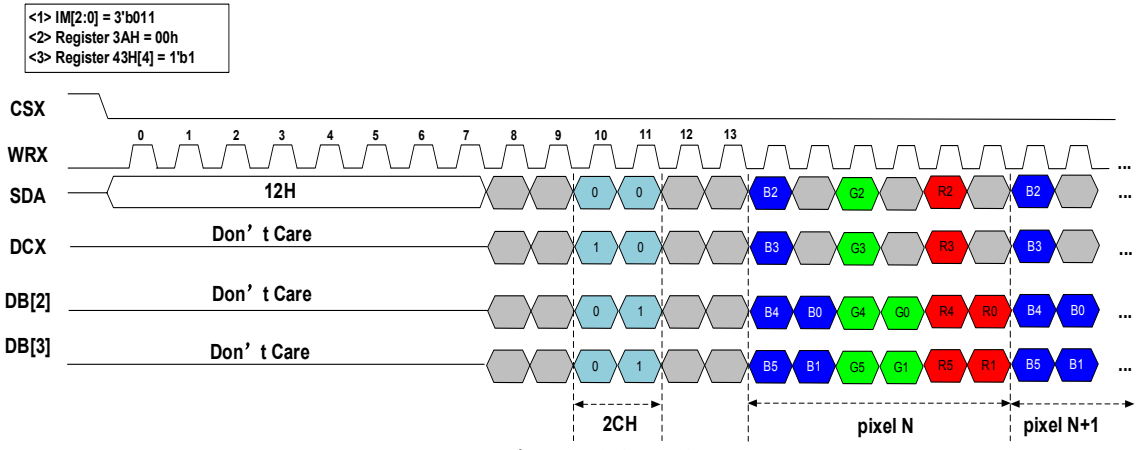 <1> IM[2:0] = 3'b011
<2> Register 3AH = 00h
<3> Register 43H[4] = 1'b1
CSX
0 1 2 3 4 5 6 7 8 9 10 11 12 13
WRX ...
SDA 12H 0 0 B2 G2 R2 B2 ...
DCX Don't Care 1 0 B3 G3 R3 B3 ...
DB[2] Don't Care 0 1 B4 B0 G4 G0 R4 R0 B4 B0 ...
DB[3] Don't Care 0 1 B5 B1 G5 G1 R5 R1 B5 B1 ...
2CH pixel N pixel N+1